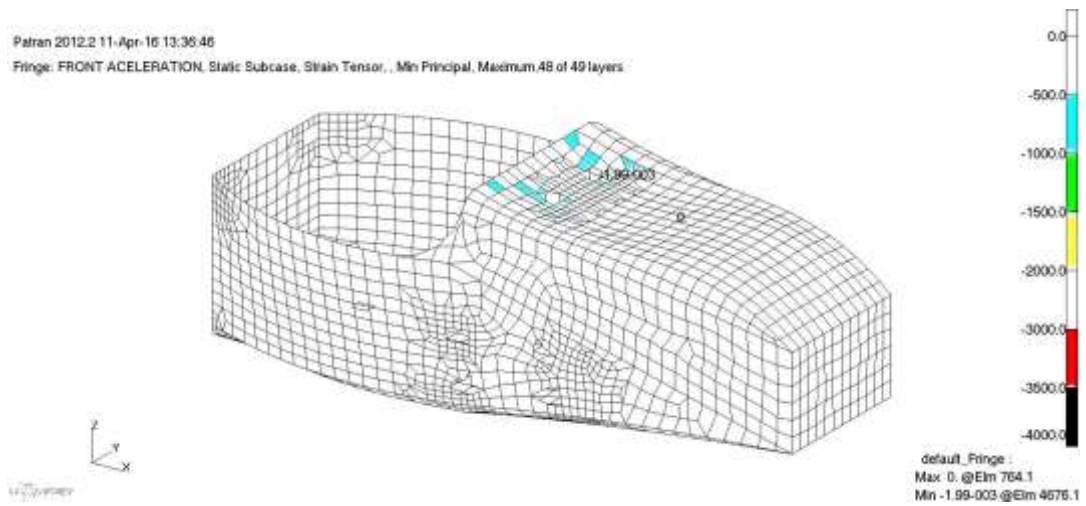 Patran 2012.2 11-Apr-16 13:36:46
Fringe: FRONT ACELERATION, Static Subcase, Strain Tensor, , Min Principal, Maximum,48 of 49 layers
0.0
-500.0
-1000.0
-1500.0
-2000.0
-3000.0
-3500.0
-4000.0
-1.99-003
0
Z
Y
X
default_Fringe :
Max 0. @Elm 764.1
Min -1.99-003 @Elm 4676.1